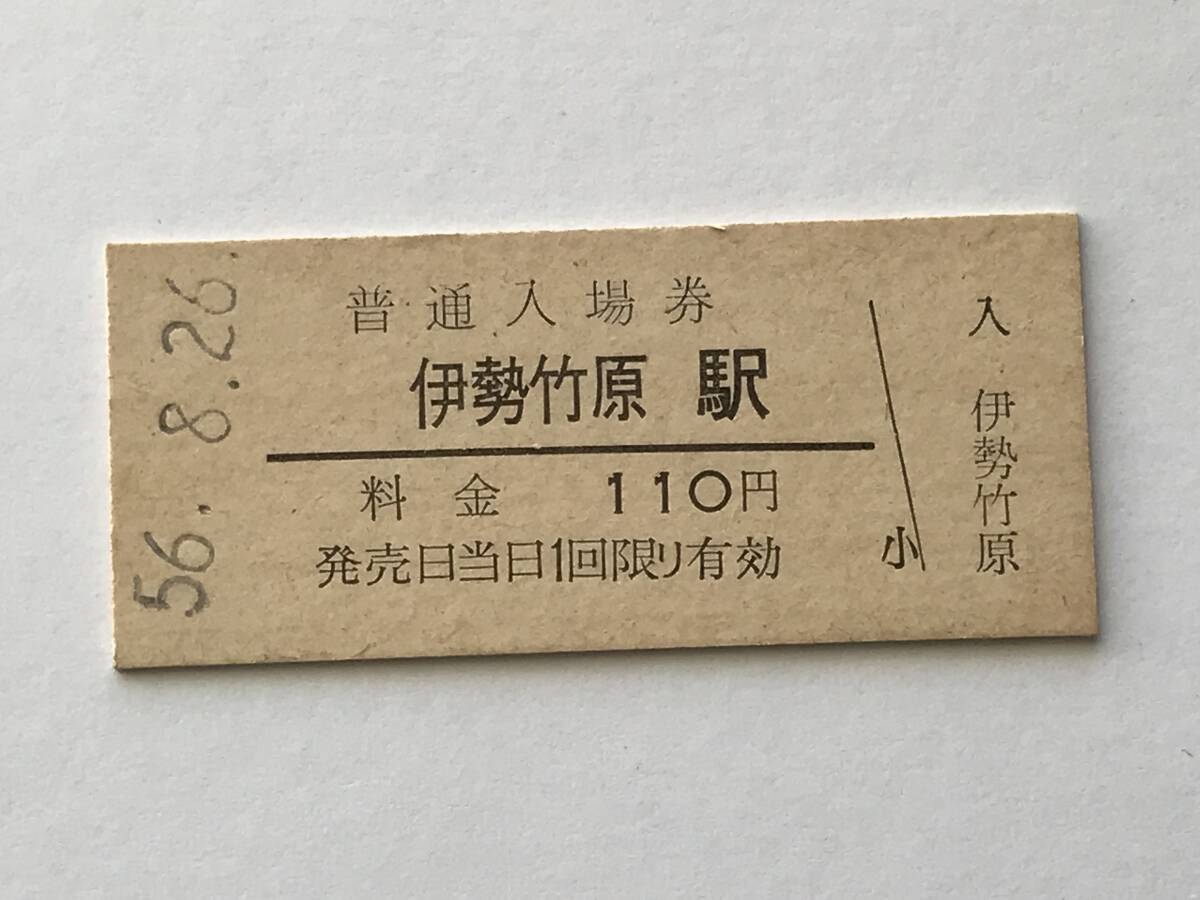 56.-8.26.
普通入場券
伊勢竹原 駅
料金 110円
発売日当日1回限り有効
小
入
伊勢竹原